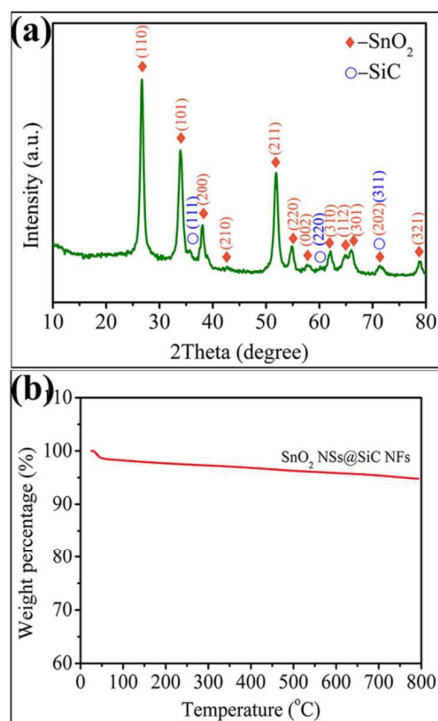 (a)
♦–SnO₂
○–SiC
(110)
(101)
(111)
(200)
(210)
(211)
(220)
(002)
(220)
(310)
(112)
(301)
(202)
(311)
(321)
Intensity (a.u.)
10 20 30 40 50 60 70 80
2Theta (degree)
(b)
110
100
90
80
70
60
SnO₂ NSs@SiC NFs
Weight percentage (%)
0 100 200 300 400 500 600 700 800
Temperature (°C)